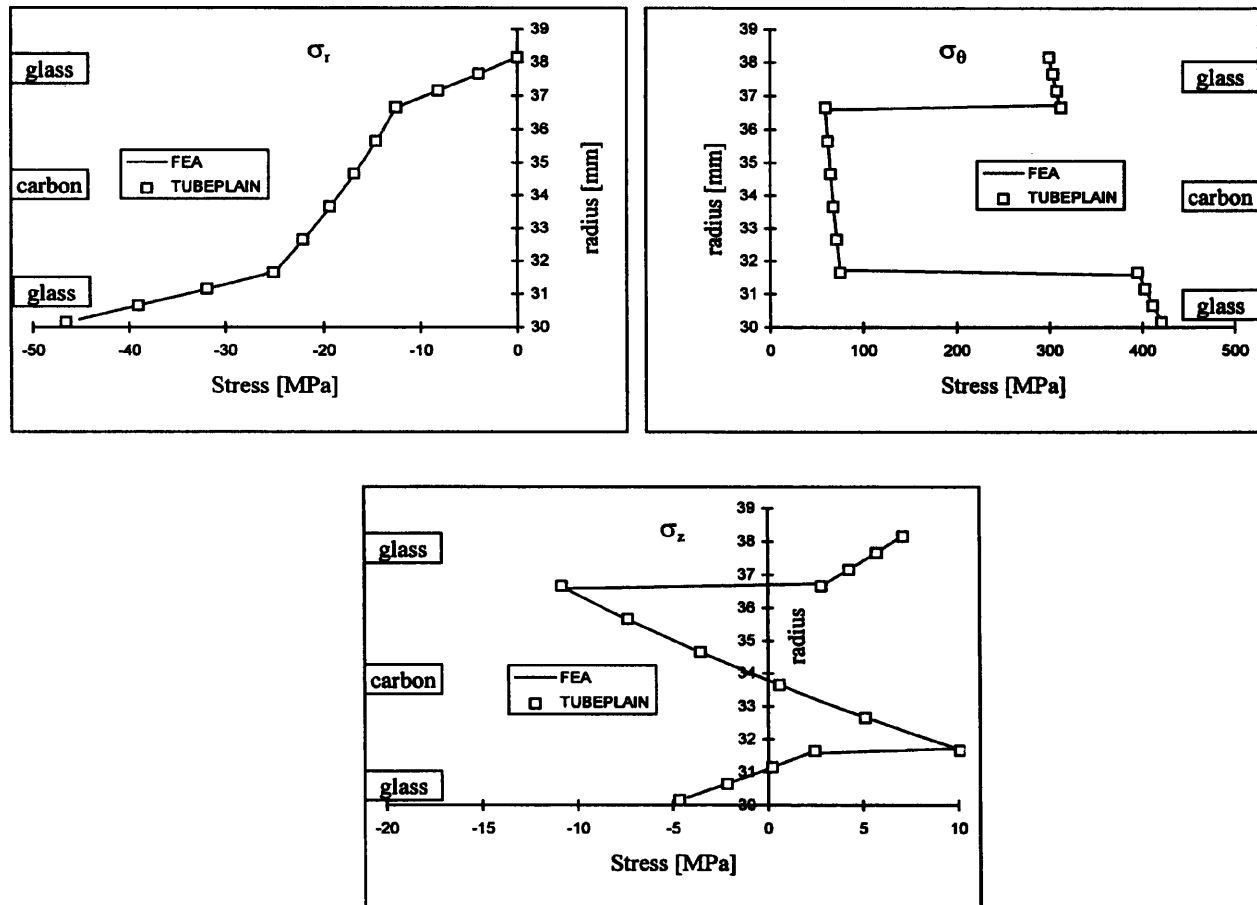 σr
39
38
37
36
35
34
33
32
31
30
radius [mm]
glass
carbon
glass
FEA
TUBEPLAIN
-50
-40
-30
-20
-10
0
Stress [MPa]
σθ
39
38
37
36
35
34
33
32
31
30
radius [mm]
glass
carbon
glass
FEA
TUBEPLAIN
0
100
200
300
400
500
Stress [MPa]
σz
39
38
37
36
35
34
33
32
31
30
radius
glass
carbon
glass
FEA
TUBEPLAIN
-20
-15
-10
-5
0
5
10
Stress [MPa]